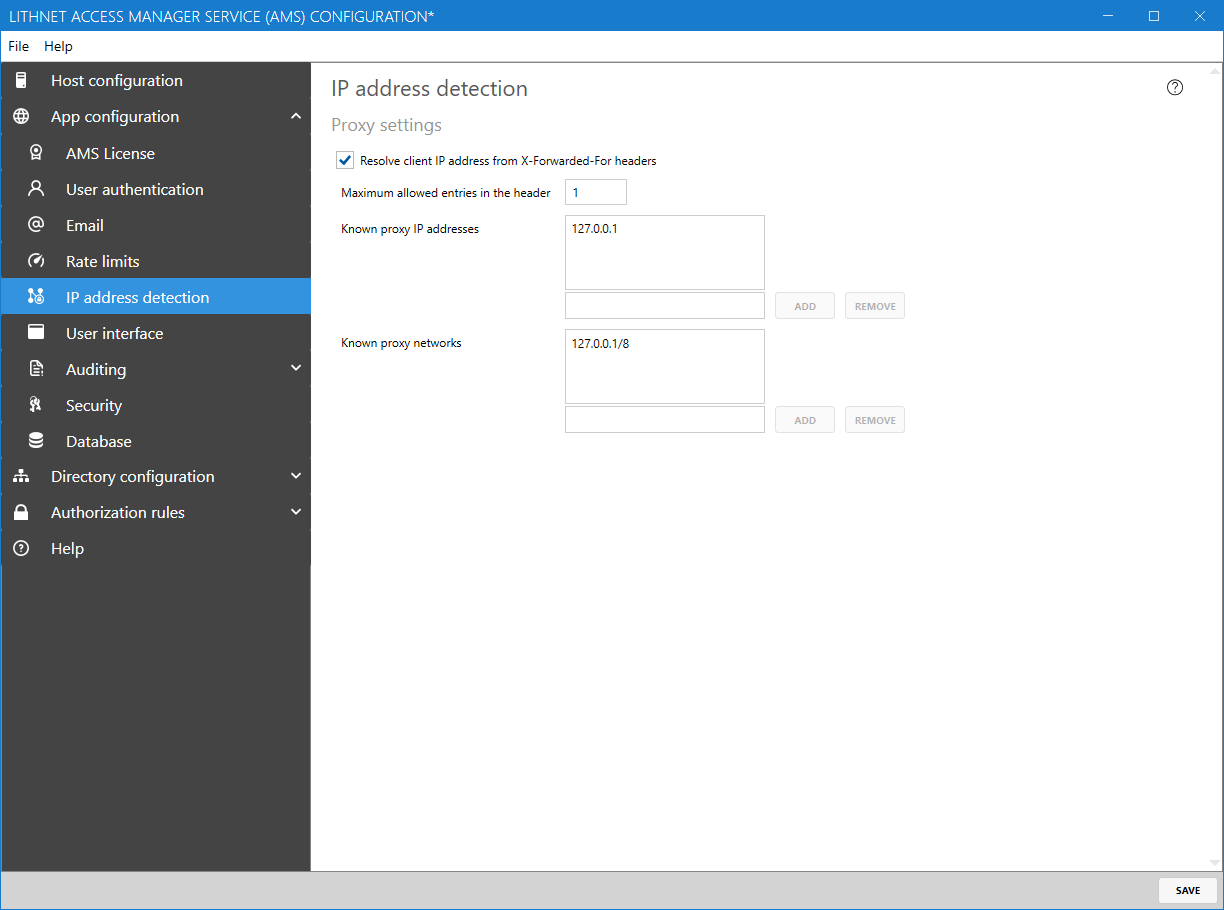 LITHNET ACCESS MANAGER SERVICE (AMS) CONFIGURATION*
File Help
Host configuration
App configuration
AMS License
User authentication
Email
Rate limits
IP address detection
User interface
Auditing
Security
Database
Directory configuration
Authorization rules
Help
IP address detection
Proxy settings
Resolve client IP address from X-Forwarded-For headers
Maximum allowed entries in the header 1
Known proxy IP addresses 127.0.0.1
ADD REMOVE
Known proxy networks 127.0.0.1/8
ADD REMOVE
SAVE